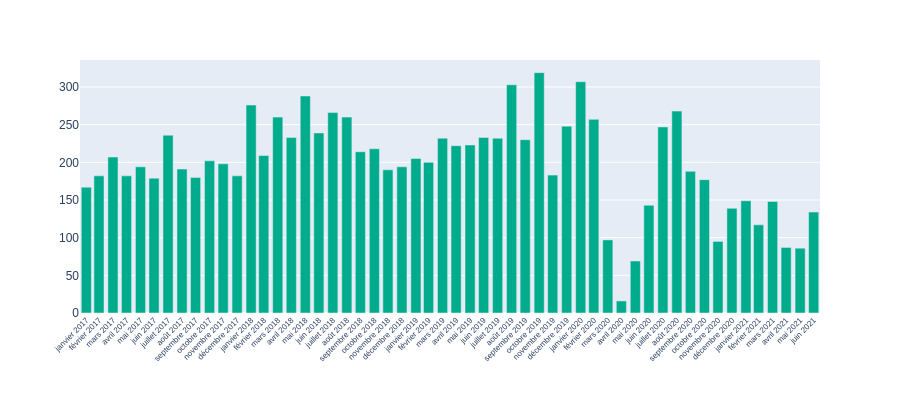 300
250
200
150
100
50
0
janvier 2017
février 2017
mars 2017
avril 2017
mai 2017
juin 2017
juillet 2017
août 2017
septembre 2017
octobre 2017
novembre 2017
décembre 2017
janvier 2018
février 2018
mars 2018
avril 2018
mai 2018
juin 2018
juillet 2018
août 2018
septembre 2018
octobre 2018
novembre 2018
décembre 2018
janvier 2019
février 2019
mars 2019
avril 2019
mai 2019
juin 2019
juillet 2019
août 2019
septembre 2019
octobre 2019
novembre 2019
décembre 2019
janvier 2020
février 2020
mars 2020
avril 2020
mai 2020
juin 2020
juillet 2020
août 2020
septembre 2020
octobre 2020
novembre 2020
décembre 2020
janvier 2021
février 2021
mars 2021
avril 2021
mai 2021
juin 2021